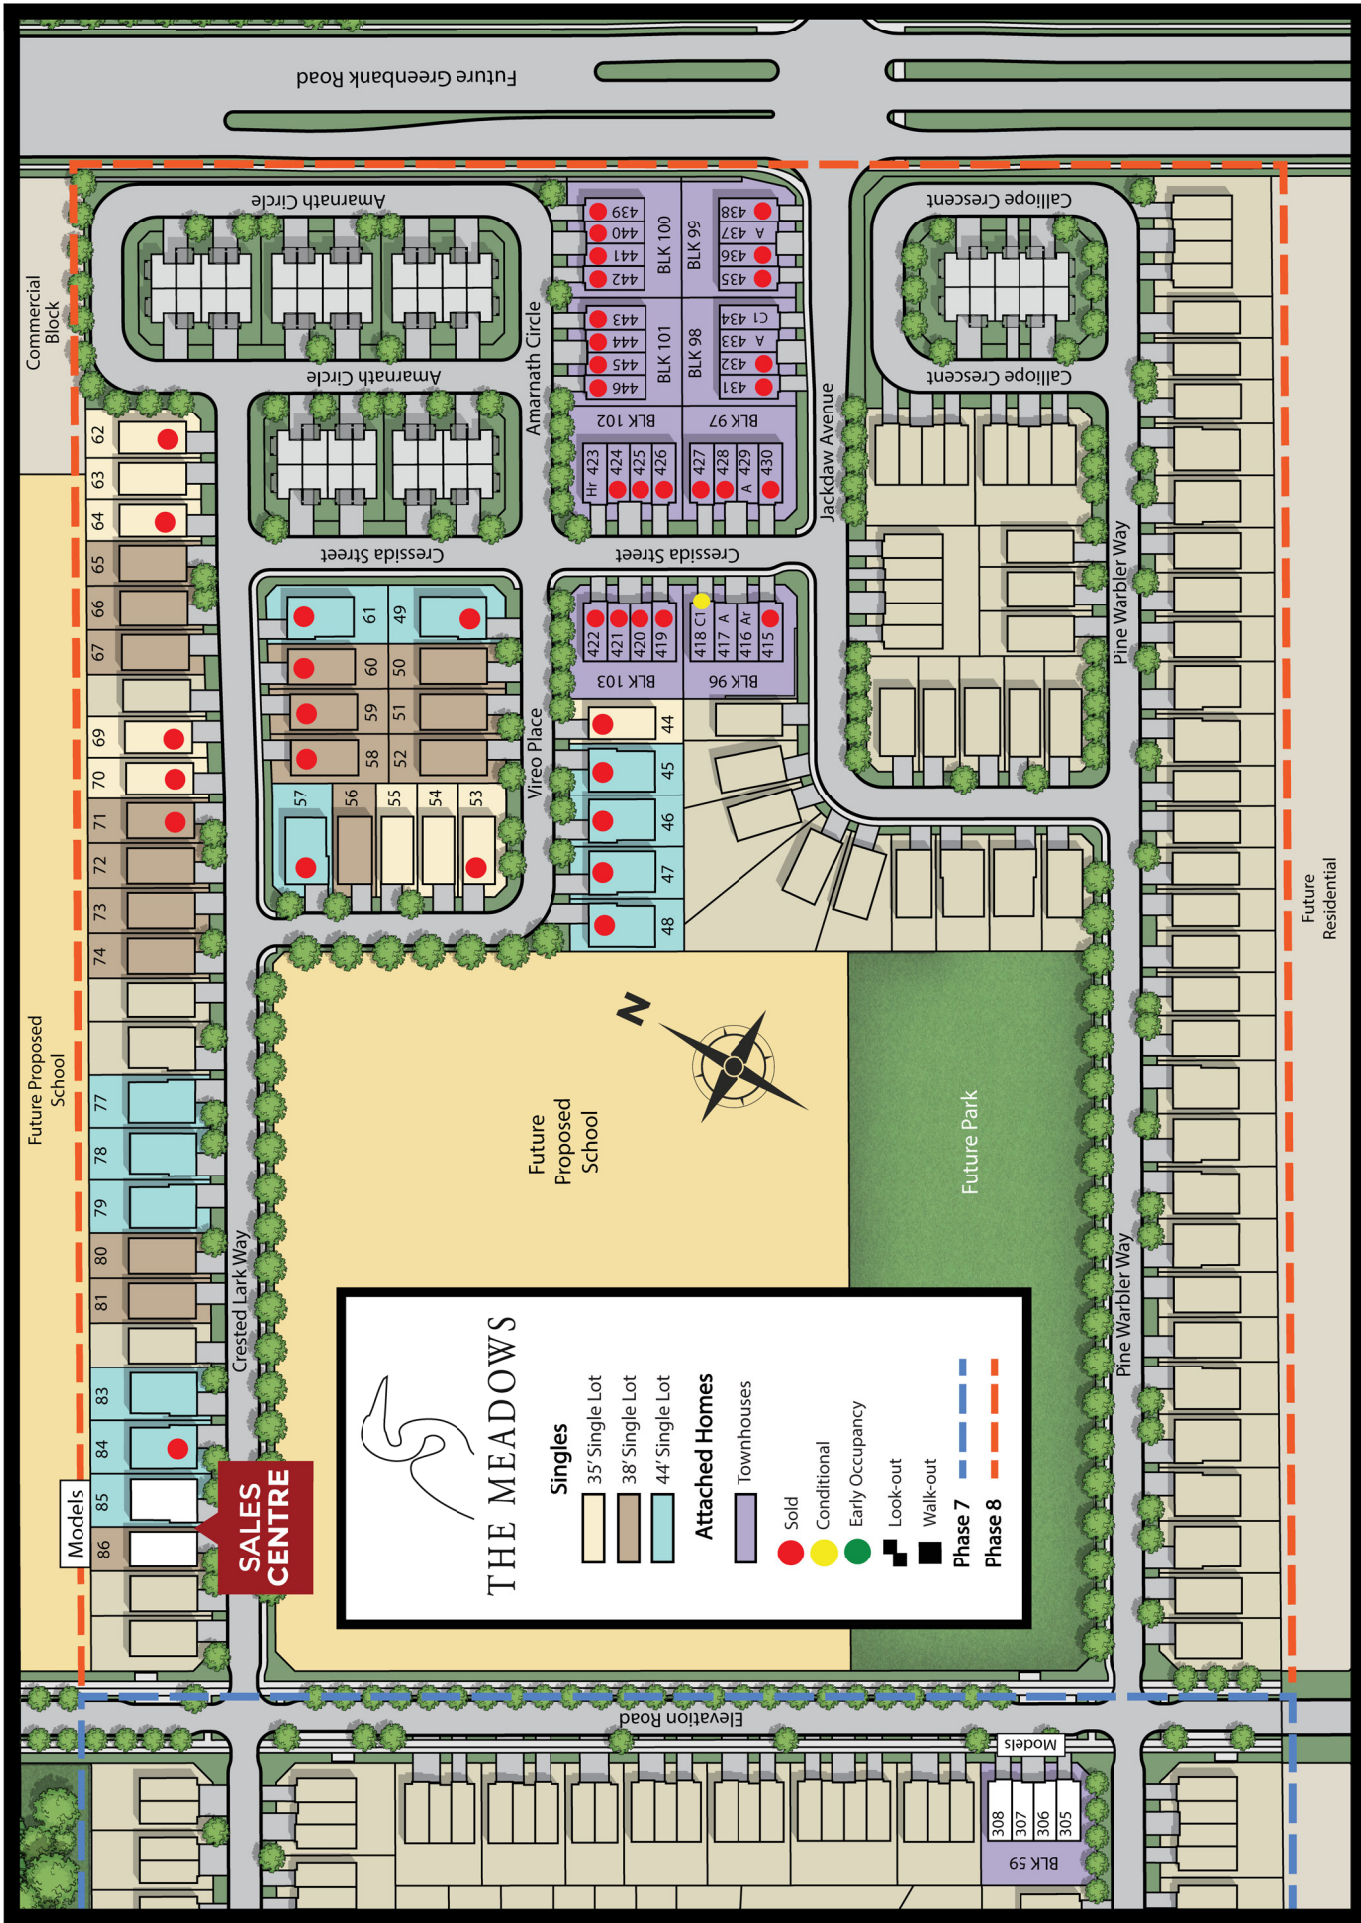 Future Greenbank Road
Commercial
Block
Amarnath Circle
Amarnath Circle
Amarnath Circle
Calliope Crescent
Calliope Crescent
439
440
441
442
BLK 100
BLK 99
438
A 437
436
435
443
444
445
446
BLK 101
BLK 98
C1 434
A 433
432
431
BLK 102
BLK 97
Hr 423
424
425
426
427
428
A 429
430
Jackdaw Avenue
Pine Warbler Way
62
63
64
65
66
67
69
70
71
72
73
74
77
78
79
80
81
83
84
85
86
Models
Cressida Street
Cressida Street
61
49
60
50
59
51
58
52
57
56
55
54
53
Vireo Place
422
421
420
419
418 C1
417 A
416 Ar
415
BLK 103
BLK 96
44
45
46
47
48
Future Proposed
School
Future
Proposed
School
N
Future Park
Future
Residential
Crested Lark Way
Pine Warbler Way
SALES
CENTRE
THE MEADOWS
Singles
35' Single Lot
38' Single Lot
44' Single Lot
Attached Homes
Townhouses
Sold
Conditional
Early Occupancy
Look-out
Walk-out
Phase 7
Phase 8
Elevation Road
Models
308
307
306
305
BLK 59